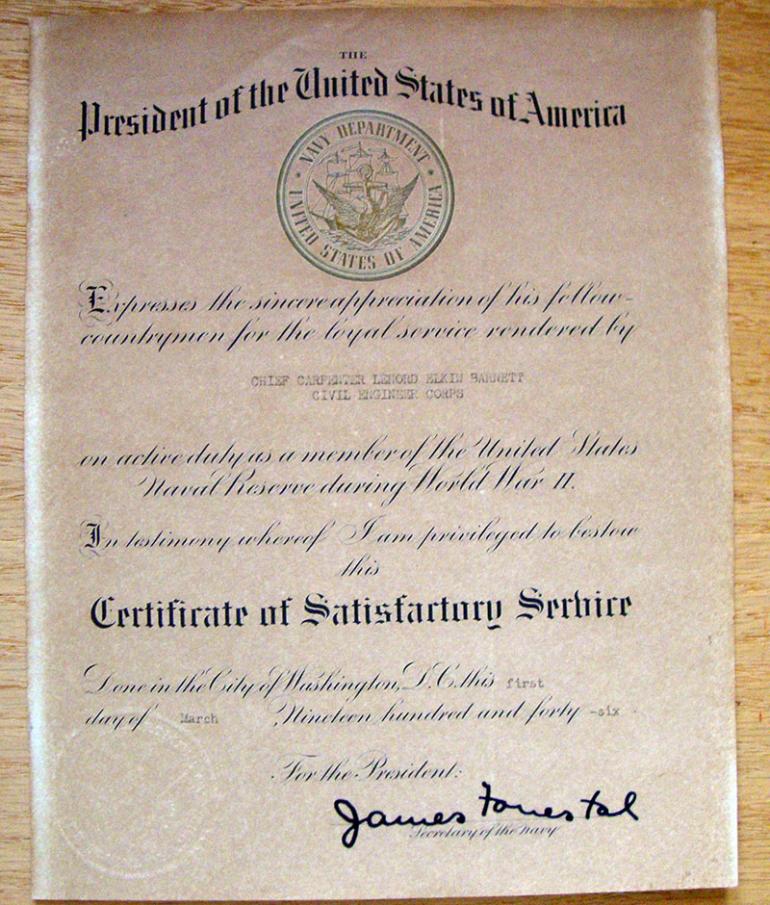 THE
President of the United States of America
NAVY DEPARTMENT
UNITED STATES OF AMERICA
Expresses the sincere appreciation of his fellow-
countrymen for the loyal service rendered by
CHIEF CARPENTER LENORD ELKIN BARNETT
CIVIL ENGINEER CORPS
on active duty as a member of the United States
Naval Reserve during World War II.
In testimony whereof I am privileged to bestow
this
Certificate of Satisfactory Service
Done in the City of Washington, D.C. this first
day of March Nineteen hundred and forty -six
For the President:
James Forrestal
Secretary of the Navy